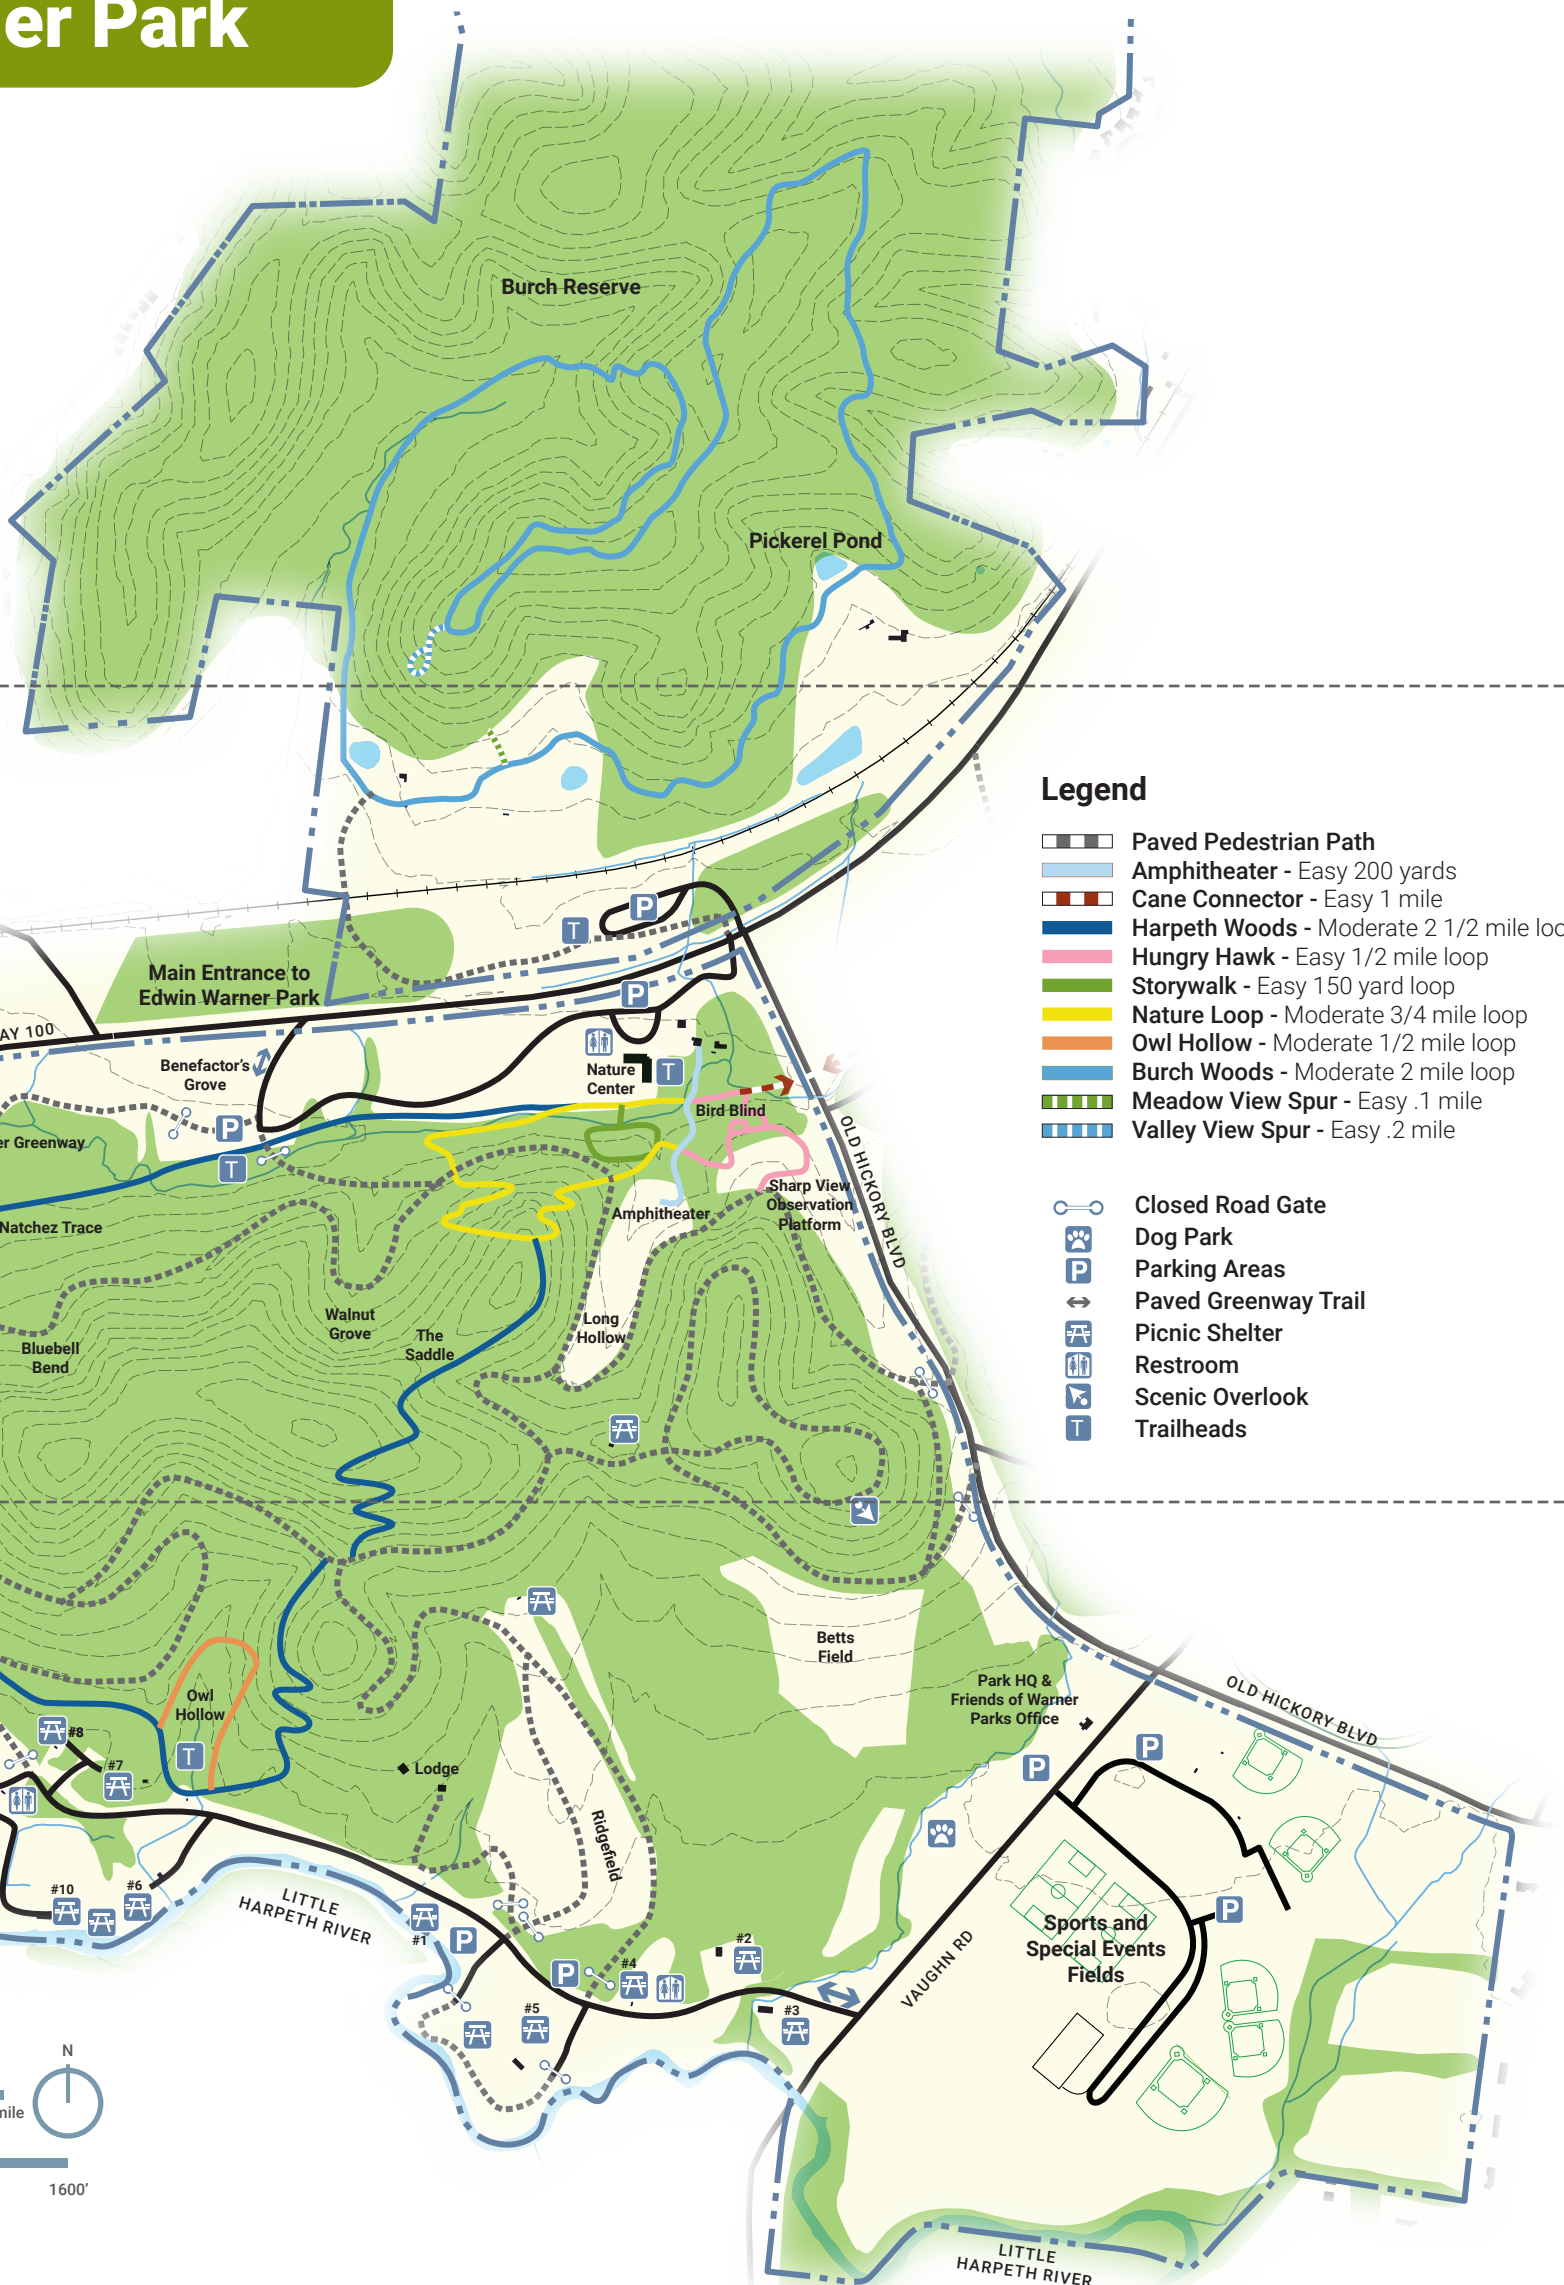 er Park
Burch Reserve
Pickerel Pond
Legend
Paved Pedestrian Path
Amphitheater - Easy 200 yards
Cane Connector - Easy 1 mile
Harpeth Woods - Moderate 2 1/2 mile loo
Hungry Hawk - Easy 1/2 mile loop
Storywalk - Easy 150 yard loop
Nature Loop - Moderate 3/4 mile loop
Owl Hollow - Moderate 1/2 mile loop
Burch Woods - Moderate 2 mile loop
Meadow View Spur - Easy .1 mile
Valley View Spur - Easy .2 mile
Closed Road Gate
Dog Park
P
Parking Areas
Paved Greenway Trail
Picnic Shelter
Restroom
Scenic Overlook
T
Trailheads
P
T
Main Entrance to
Edwin Warner Park
P
AY 100
Benefactor's
Grove
Nature
Center
T
Bird Blind
P
er Greenway
T
OLD HICKORY BLVD
Natchez Trace
Amphitheater
Sharp View
Observation
Platform
Walnut
Grove
The
Saddle
Long
Hollow
Bluebell
Bend
Betts
Field
Park HQ &
Friends of Warner
Parks Office
OLD HICKORY BLVD
Owl
Hollow
T
#8
#7
Lodge
P
P
Ridgefield
#10
#6
LITTLE
HARPETH RIVER
#1
P
P
#4
#2
#5
#3
VAUGHN RD
P
Sports and
Special Events
Fields
N
mile
1600'
LITTLE
HARPETH RIVER